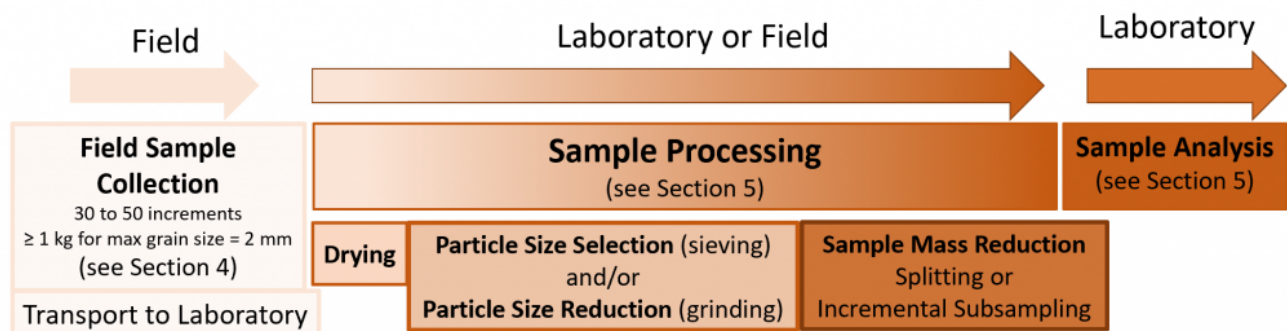 Field
Laboratory or Field
Laboratory
Field Sample
Collection
30 to 50 increments
≥ 1 kg for max grain size = 2 mm
(see Section 4)
Transport to Laboratory
Sample Processing
(see Section 5)
Drying
Particle Size Selection (sieving)
and/or
Particle Size Reduction (grinding)
Sample Mass Reduction
Splitting or
Incremental Subsampling
Sample Analysis
(see Section 5)